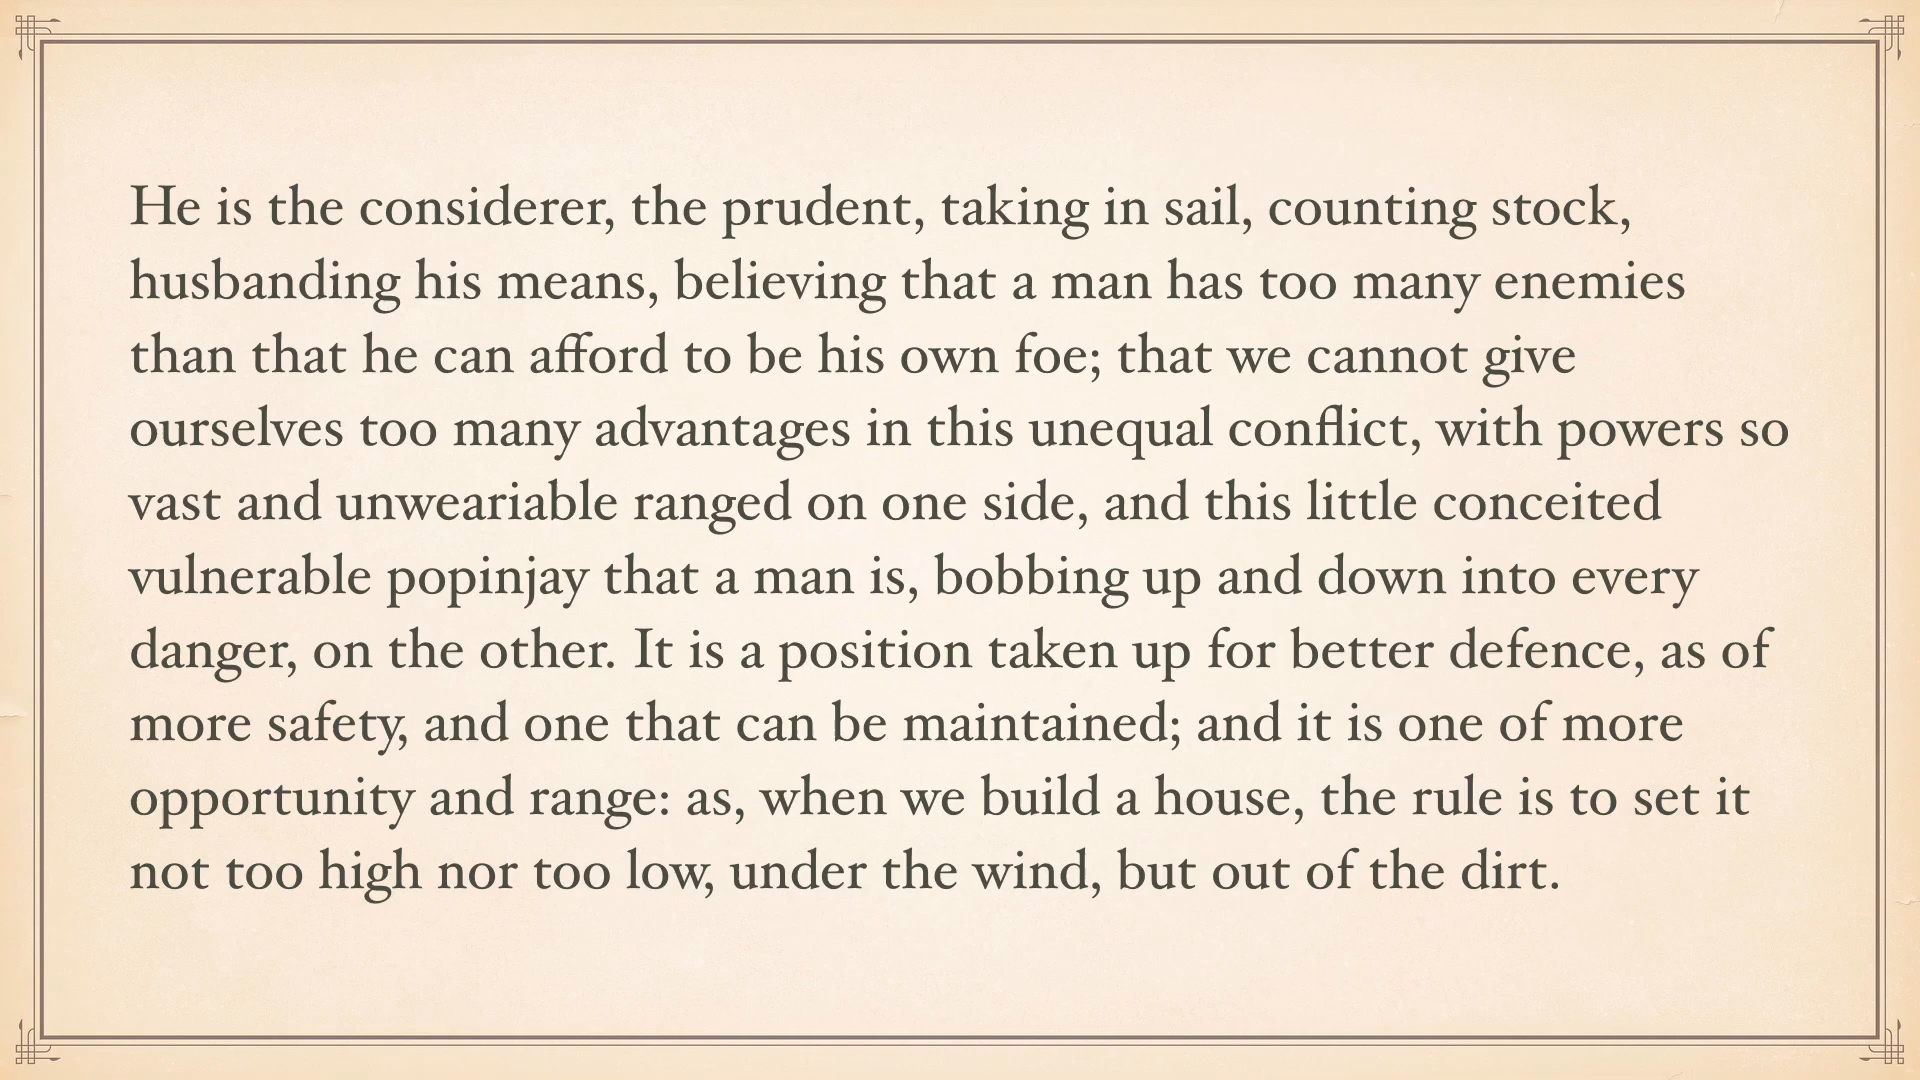 He is the considerer, the prudent, taking in sail, counting stock,
husbanding his means, believing that a man has too many enemies
than that he can afford to be his own foe; that we cannot give
ourselves too many advantages in this unequal conflict, with powers so
vast and unweariable ranged on one side, and this little conceited
vulnerable popinjay that a man is, bobbing up and down into every
danger, on the other. It is a position taken up for better defence, as of
more safety, and one that can be maintained; and it is one of more
opportunity and range: as, when we build a house, the rule is to set it
not too high nor too low, under the wind, but out of the dirt.